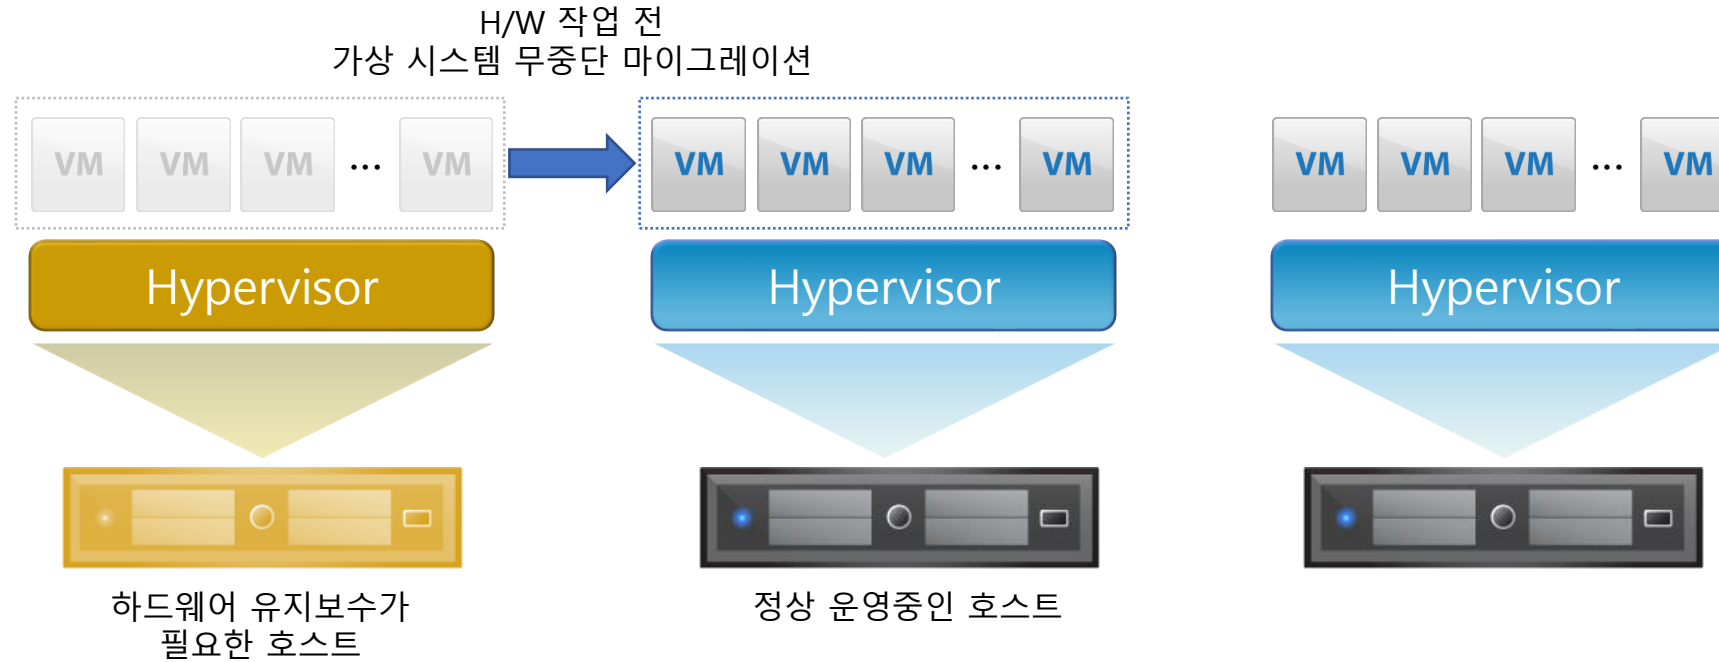 H/W 작업 전
가상 시스템 무중단 마이그레이션
VM VM VM ... VM
VM VM VM ... VM
VM VM VM ... VM
Hypervisor
Hypervisor
Hypervisor
하드웨어 유지보수가
필요한 호스트
정상 운영중인 호스트